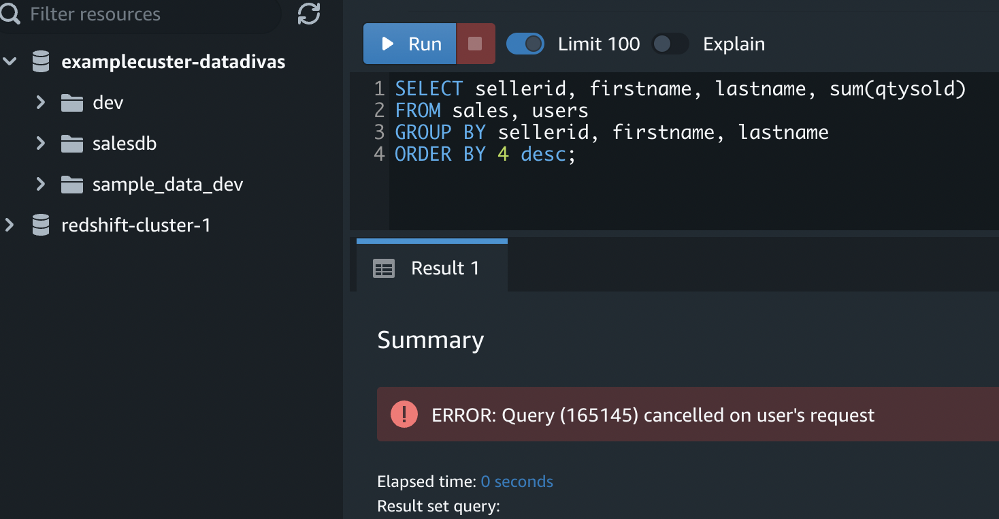 Filter resources
examplecuster-datadivas
dev
salesdb
sample_data_dev
redshift-cluster-1
Run
Limit 100
Explain
1 SELECT sellerid, firstname, lastname, sum(qtysold)
2 FROM sales, users
3 GROUP BY sellerid, firstname, lastname
4 ORDER BY 4 desc;
Result 1
Summary
! ERROR: Query (165145) cancelled on user's request
Elapsed time: 0 seconds
Result set query: